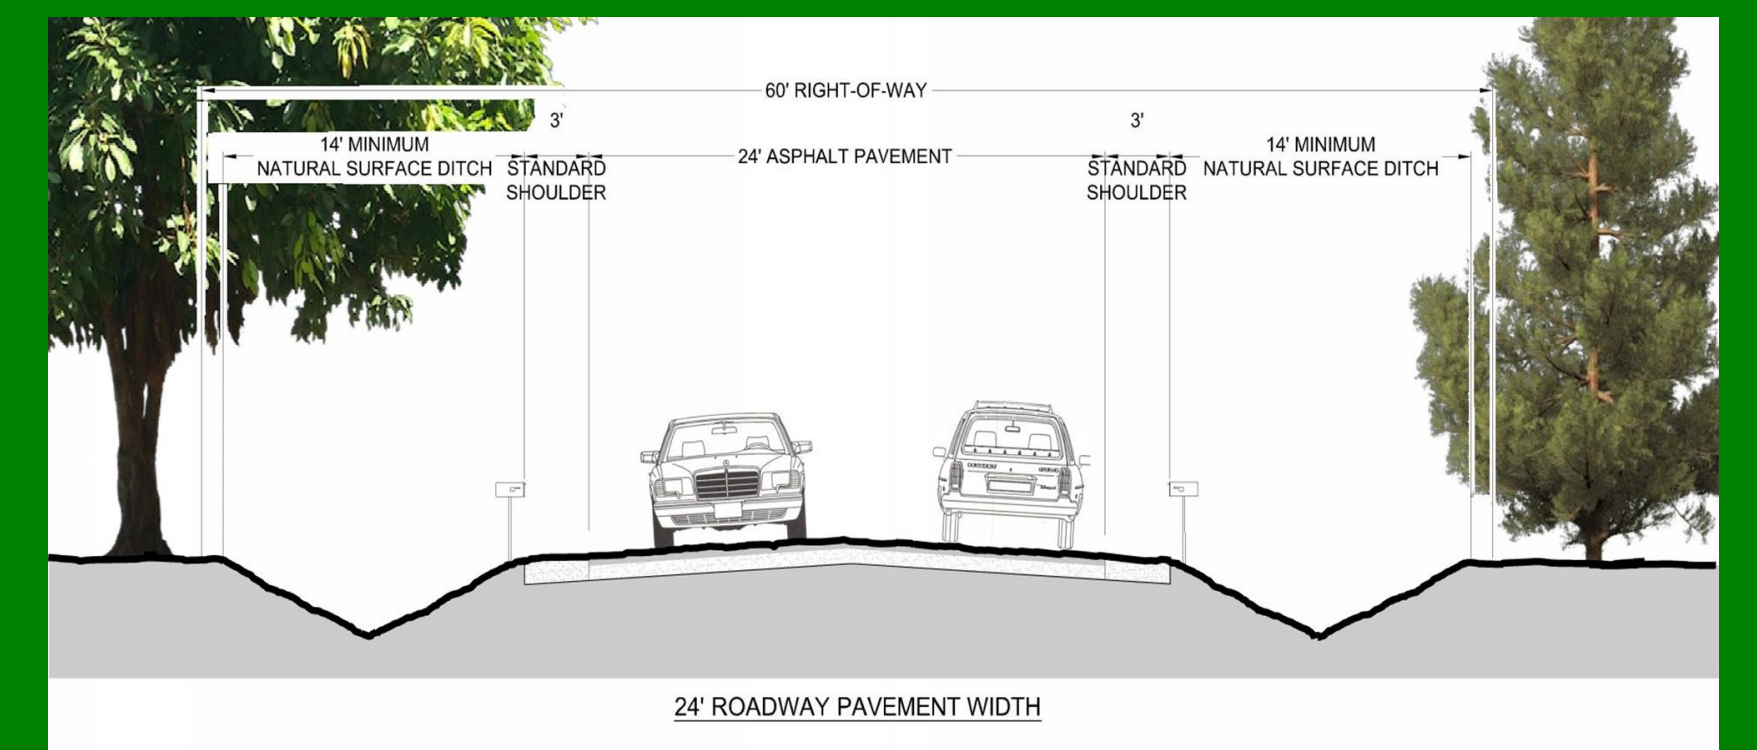 60' RIGHT-OF-WAY
3'
3'
14' MINIMUM
NATURAL SURFACE DITCH
STANDARD
SHOULDER
24' ASPHALT PAVEMENT
STANDARD
SHOULDER
14' MINIMUM
NATURAL SURFACE DITCH
24' ROADWAY PAVEMENT WIDTH